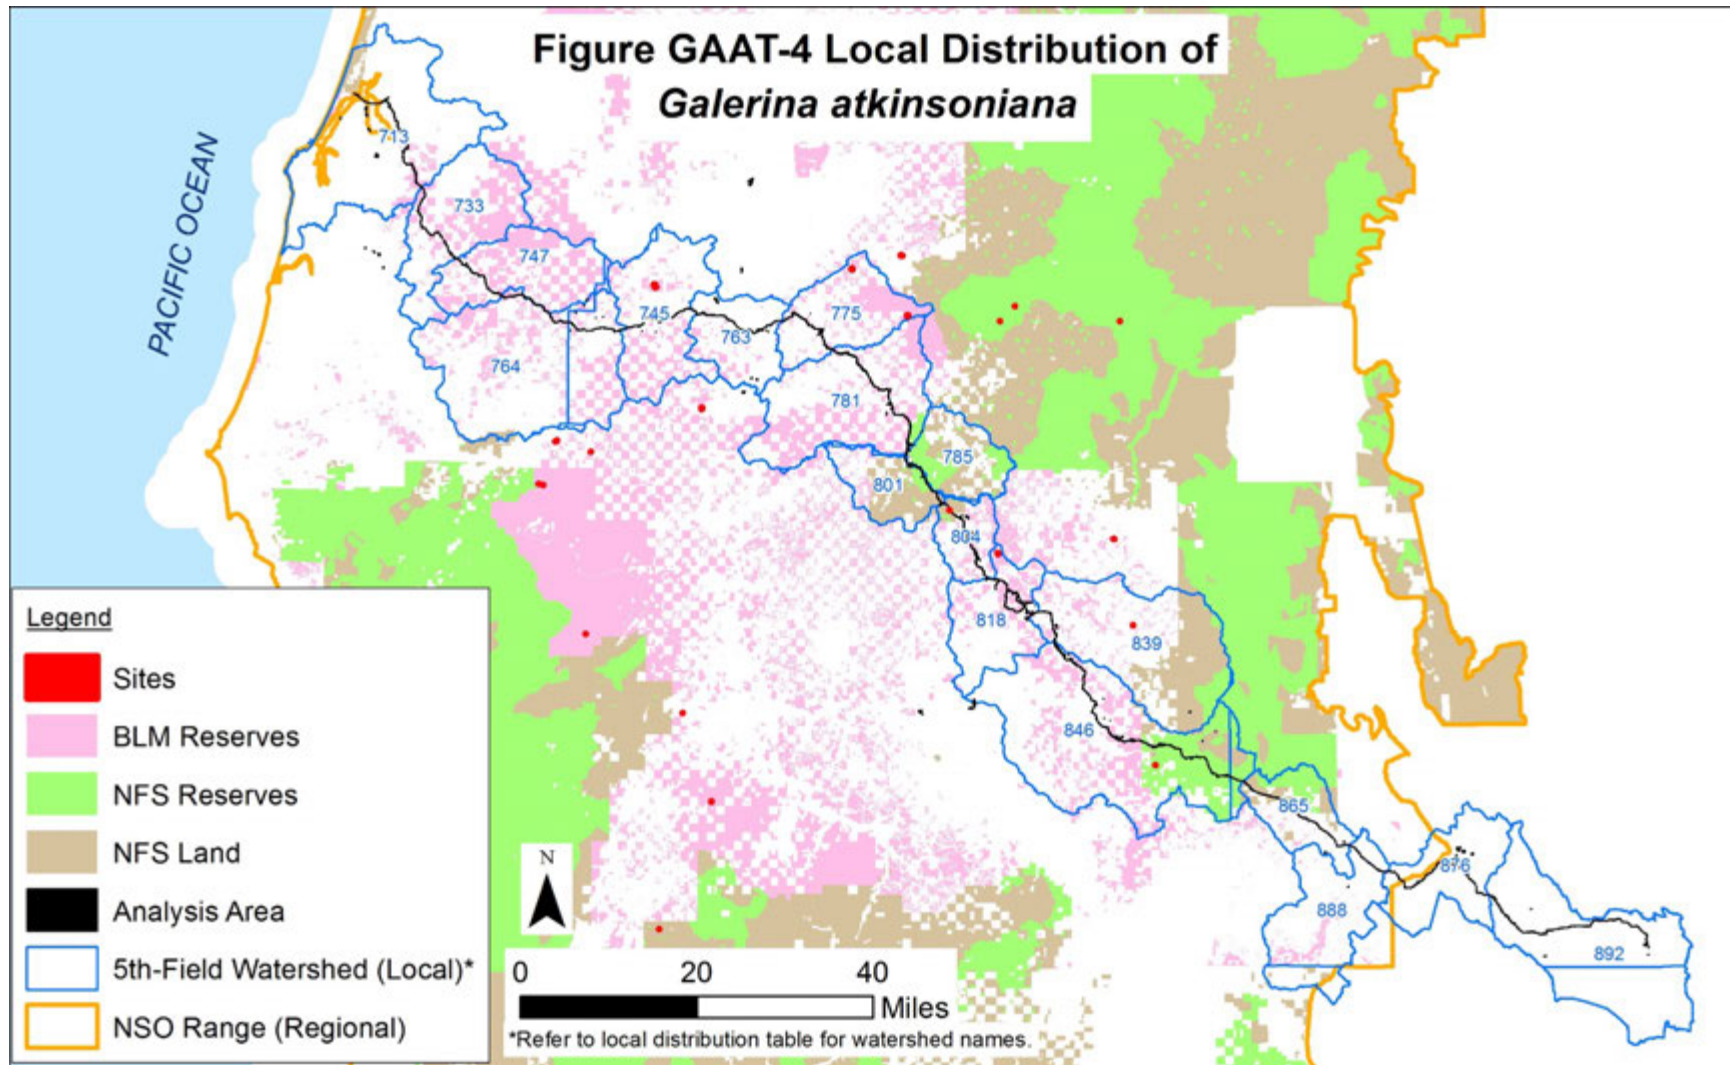 Figure GAAT-4 Local Distribution of
Galerina atkinsoniana
PACIFIC OCEAN
713
733
747
745
775
763
764
781
785
801
804
818
839
846
865
876
888
892
Legend
Sites
BLM Reserves
NFS Reserves
NFS Land
Analysis Area
5th-Field Watershed (Local)*
NSO Range (Regional)
N
0 20 40
Miles
*Refer to local distribution table for watershed names.